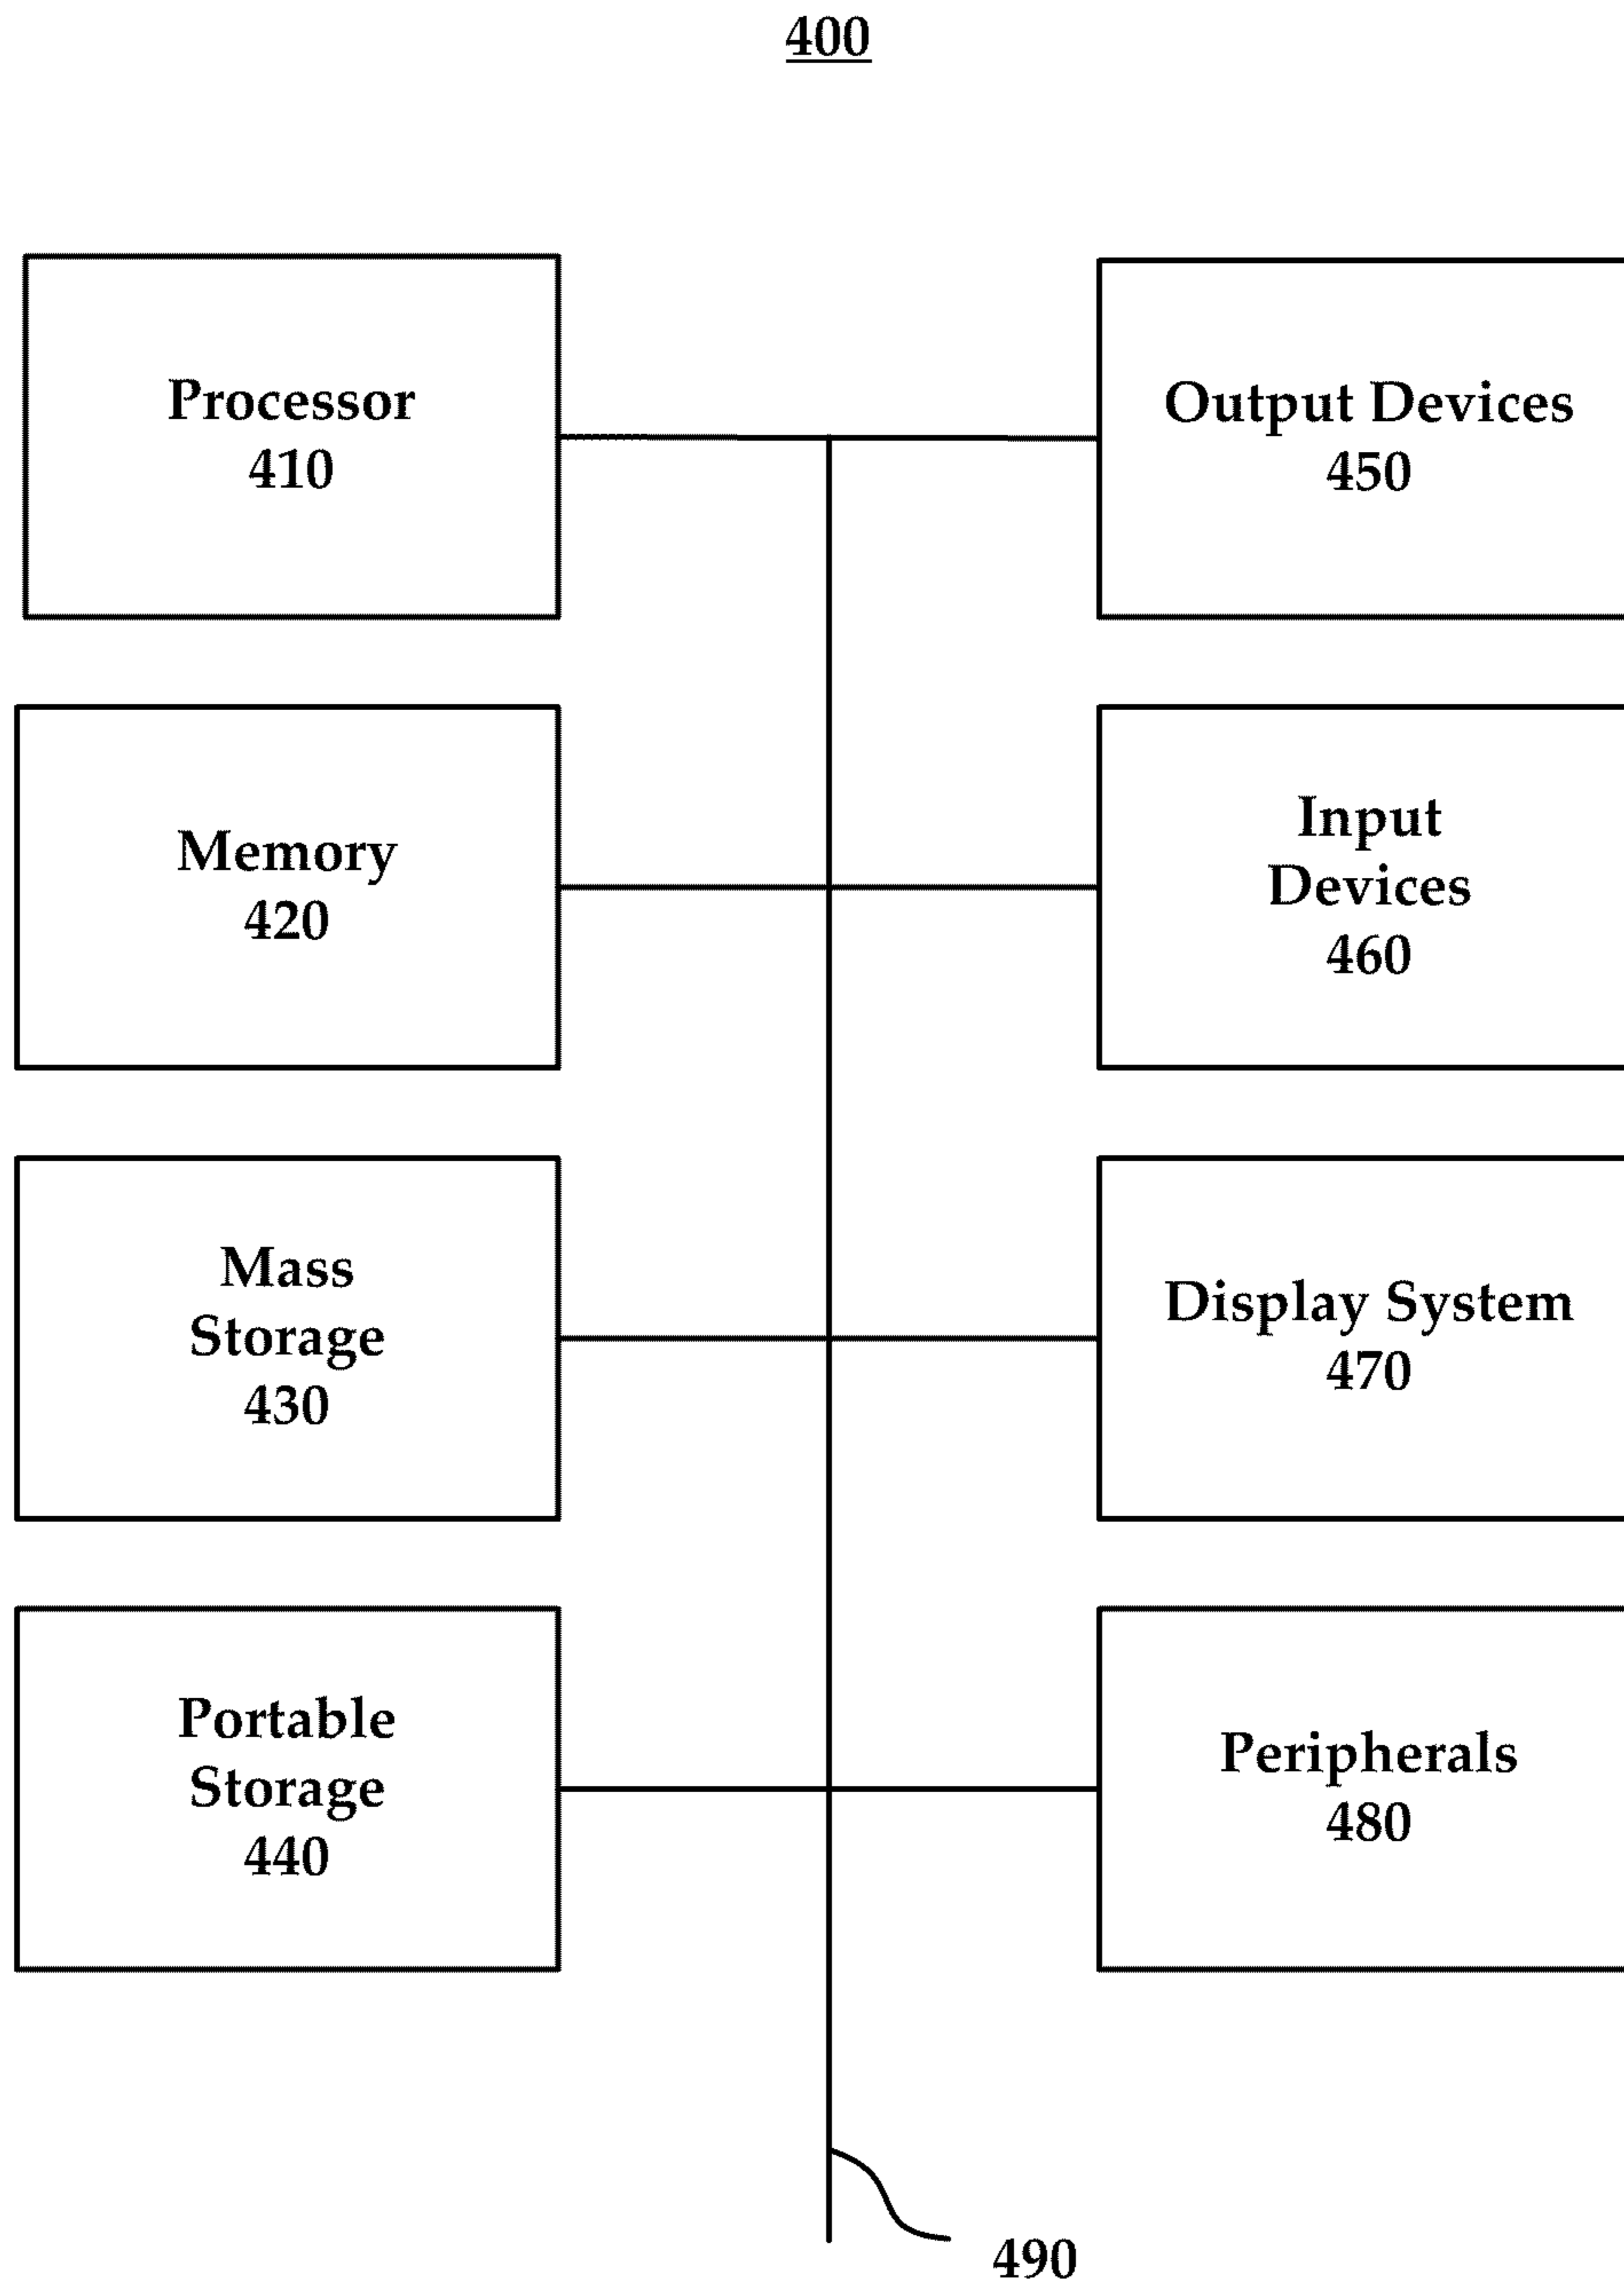 400
Processor
410
Output Devices
450
Memory
420
Input
Devices
460
Mass
Storage
430
Display System
470
Portable
Storage
440
Peripherals
480
490